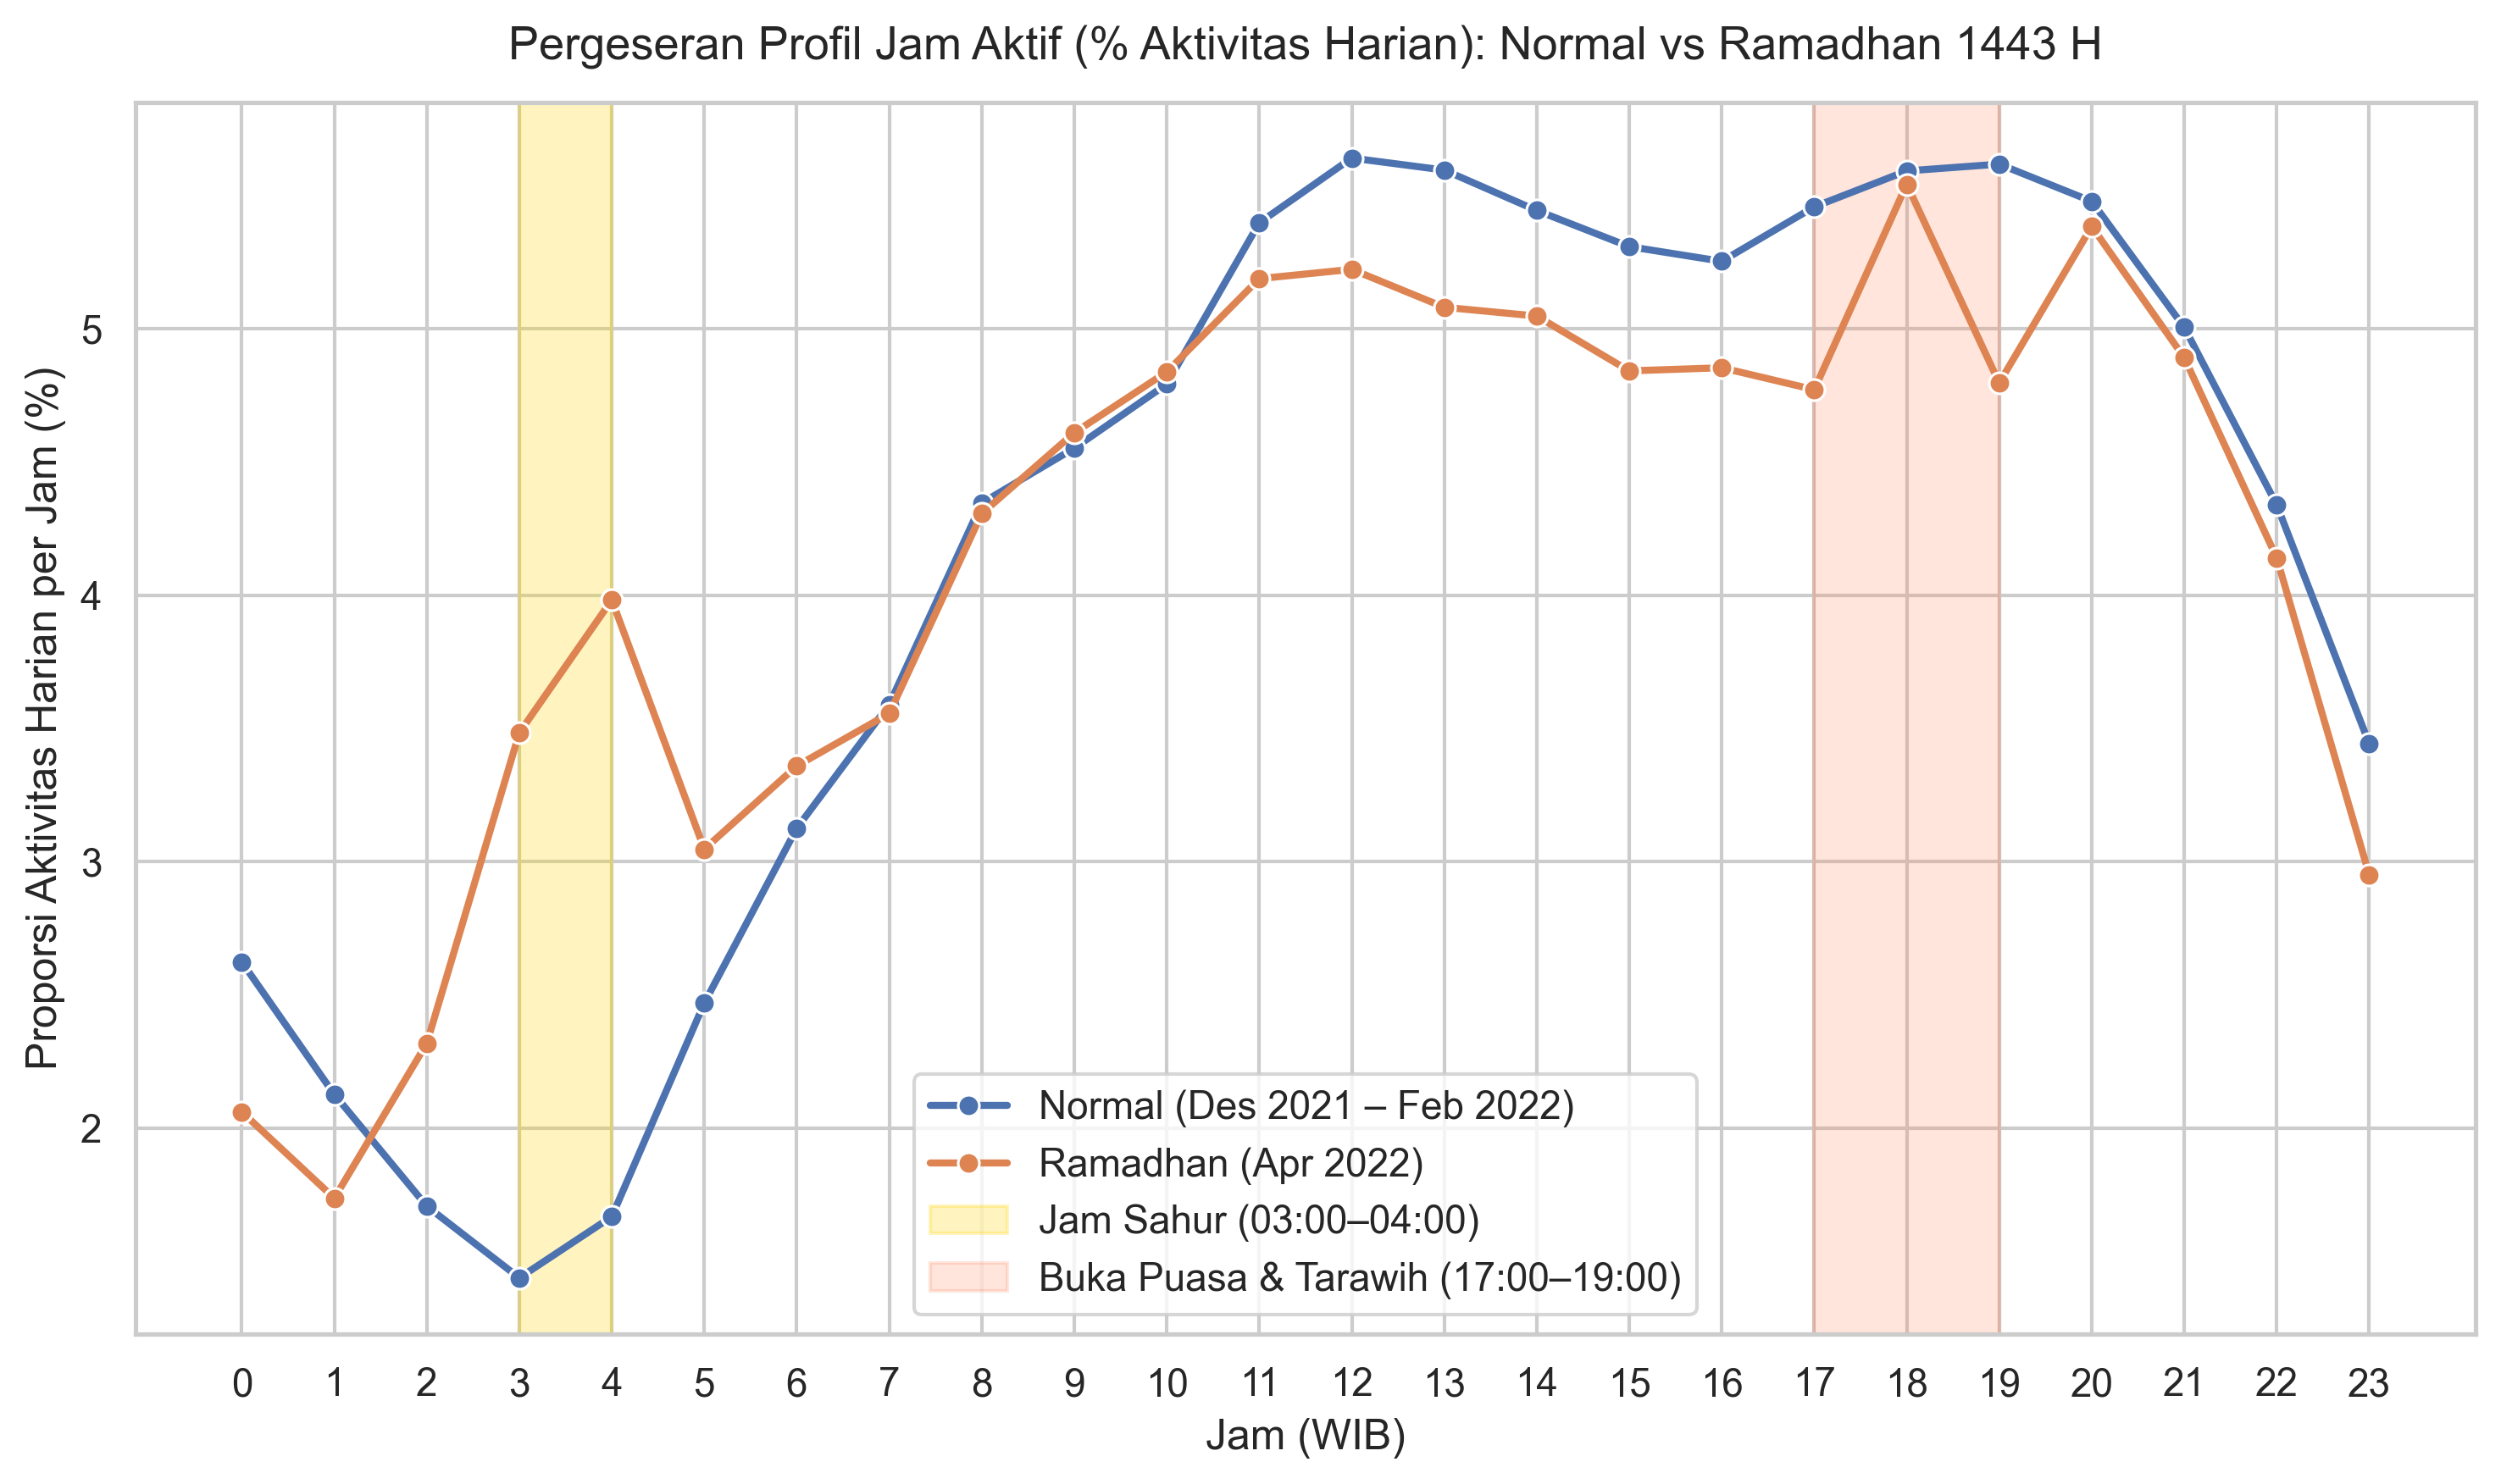 Pergeseran Profil Jam Aktif (% Aktivitas Harian): Normal vs Ramadhan 1443 H
Proporsi Aktivitas Harian per Jam (%)
5
4
3
2
Normal (Des 2021 – Feb 2022)
Ramadhan (Apr 2022)
Jam Sahur (03:00–04:00)
Buka Puasa & Tarawih (17:00–19:00)
0 1 2 3 4 5 6 7 8 9 10 11 12 13 14 15 16 17 18 19 20 21 22 23
Jam (WIB)